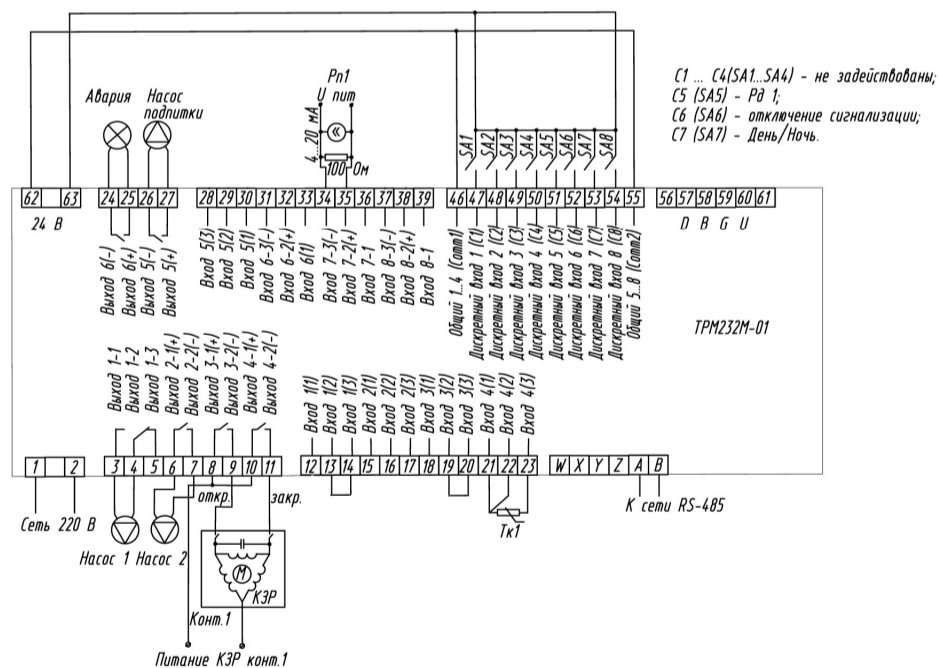 Рп1
U пит
4...20 мА
100 Ом
Авария
Насос подпитки
C1 ... C4(SA1...SA4) - не задействованы;
C5 (SA5) - Рд 1;
C6 (SA6) - отключение сигнализации;
C7 (SA7) - День/Ночь.
SA1
SA2
SA3
SA4
SA5
SA6
SA7
SA8
62 63
24 25 26 27
28 29 30 31 32 33 34 35 36 37 38 39
46 47 48 49 50 51 52 53 54 55
56 57 58 59 60 61
24 В
D B G U
Выход 6(-)
Выход 6(+)
Выход 5(-)
Выход 5(+)
Вход 5(3)
Вход 5(2)
Вход 5(1)
Вход 6-3(-)
Вход 6-2(+)
Вход 6(1)
Вход 7-3(-)
Вход 7-2(+)
Вход 7-1
Вход 8-3(-)
Вход 8-2(+)
Вход 8-1
Общий 1...4 (Comm1)
Дискретный вход 1 (C1)
Дискретный вход 2 (C2)
Дискретный вход 3 (C3)
Дискретный вход 4 (C4)
Дискретный вход 5 (C5)
Дискретный вход 6 (C6)
Дискретный вход 7 (C7)
Дискретный вход 8 (C8)
Общий 5...8 (Comm2)
ТРМ232М-01
Выход 1-1
Выход 1-2
Выход 1-3
Выход 2-1(+)
Выход 2-2(-)
Выход 3-1(+)
Выход 3-2(-)
Выход 4-1(+)
Выход 4-2(-)
Вход 1(1)
Вход 1(2)
Вход 1(3)
Вход 2(1)
Вход 2(2)
Вход 2(3)
Вход 3(1)
Вход 3(2)
Вход 3(3)
Вход 4(1)
Вход 4(2)
Вход 4(3)
1 2
3 4 5 6 7 8 9 10 11
12 13 14 15 16 17 18 19 20 21 22 23
W X Y Z A B
откр.
закр.
Сеть 220 В
К сети RS-485
Тк1
Насос 1 Насос 2
М
КЗР
Конт.1
Питание КЗР конт.1